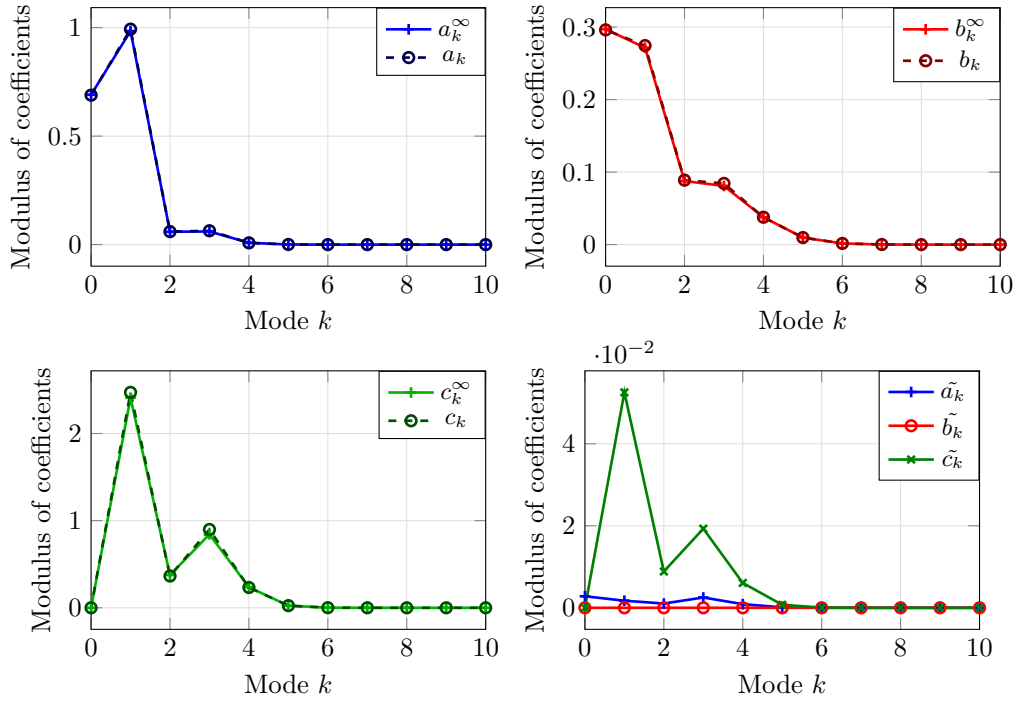 Modulus of coefficients
1
0.5
0
0 2 4 6 8 10
Mode k
a_k^∞
a_k
Modulus of coefficients
0.3
0.2
0.1
0
0 2 4 6 8 10
Mode k
b_k^∞
b_k
Modulus of coefficients
2
1
0
0 2 4 6 8 10
Mode k
c_k^∞
c_k
·10^{-2}
Modulus of coefficients
4
2
0
0 2 4 6 8 10
Mode k
ã_k
b̃_k
c̃_k